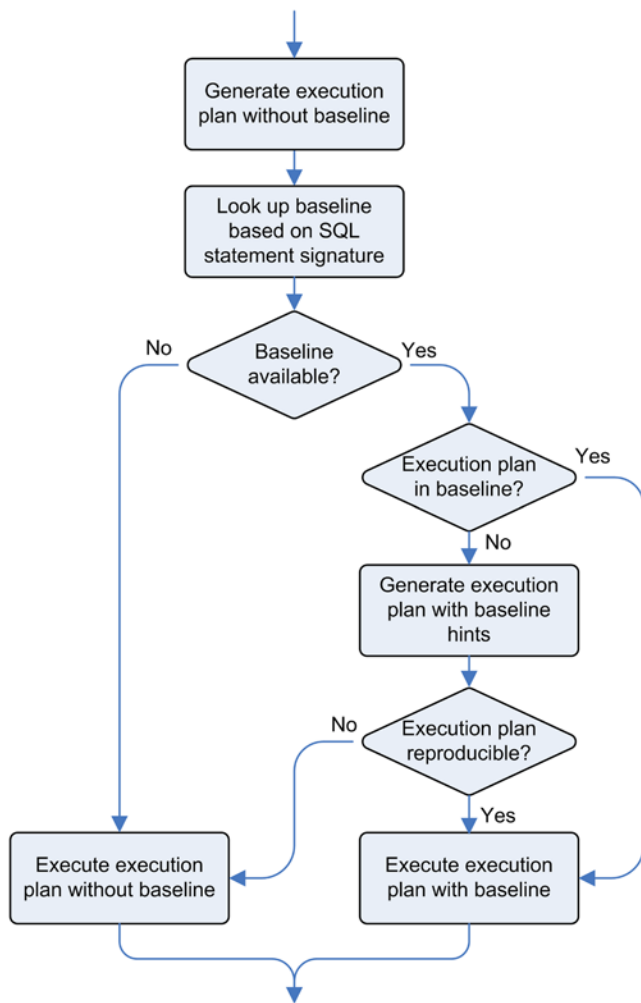 Generate execution
plan without baseline
Look up baseline
based on SQL
statement signature
No
Baseline
available?
Yes
Execution plan
in baseline?
Yes
No
Generate execution
plan with baseline
hints
No
Execution plan
reproducible?
Yes
Execute execution
plan without baseline
Execute execution
plan with baseline